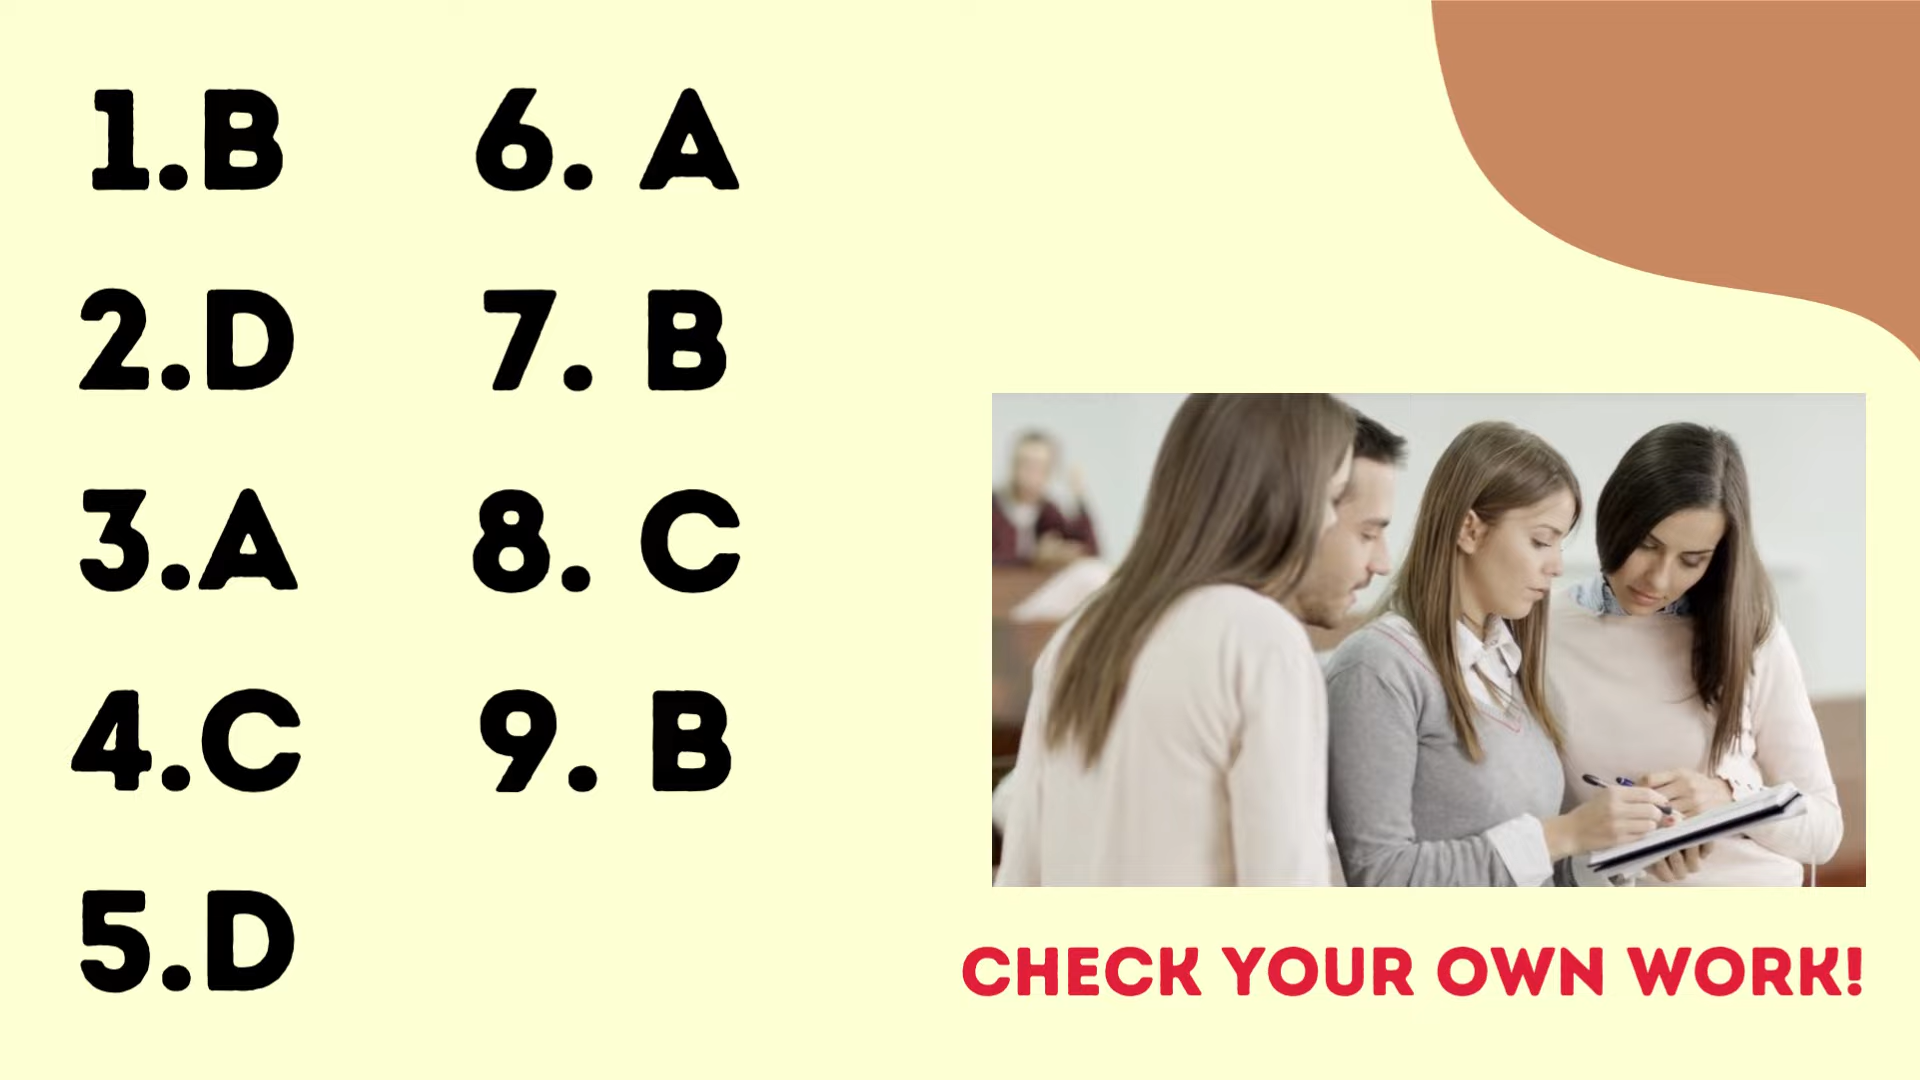 1.B
2.D
3.A
4.C
5.D
6. A
7. B
8. C
9. B
CHECK YOUR OWN WORK!